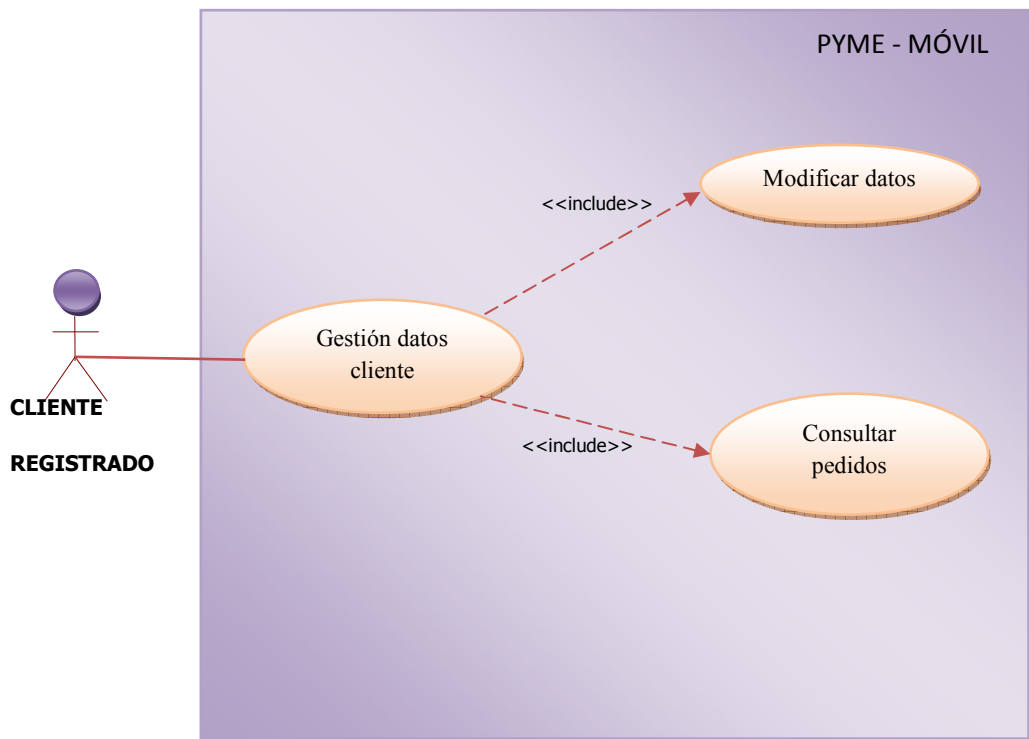 PYME - MÓVIL
Modificar datos
<<include>>
Gestión datos
cliente
CLIENTE
REGISTRADO
<<include>>
Consultar
pedidos